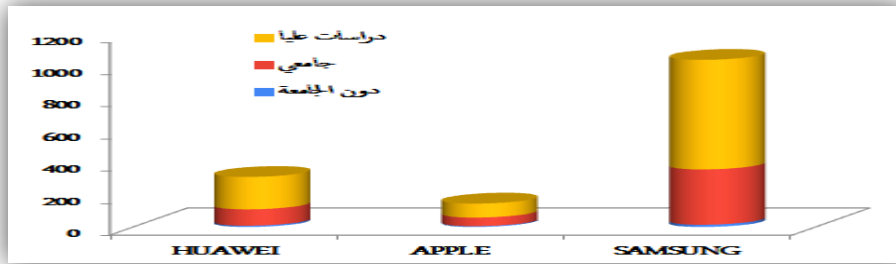 1200
1000
800
600
400
200
0
دراسات عليا
جامعي
دون الجامعة
HUAWEI
APPLE
SAMSUNG